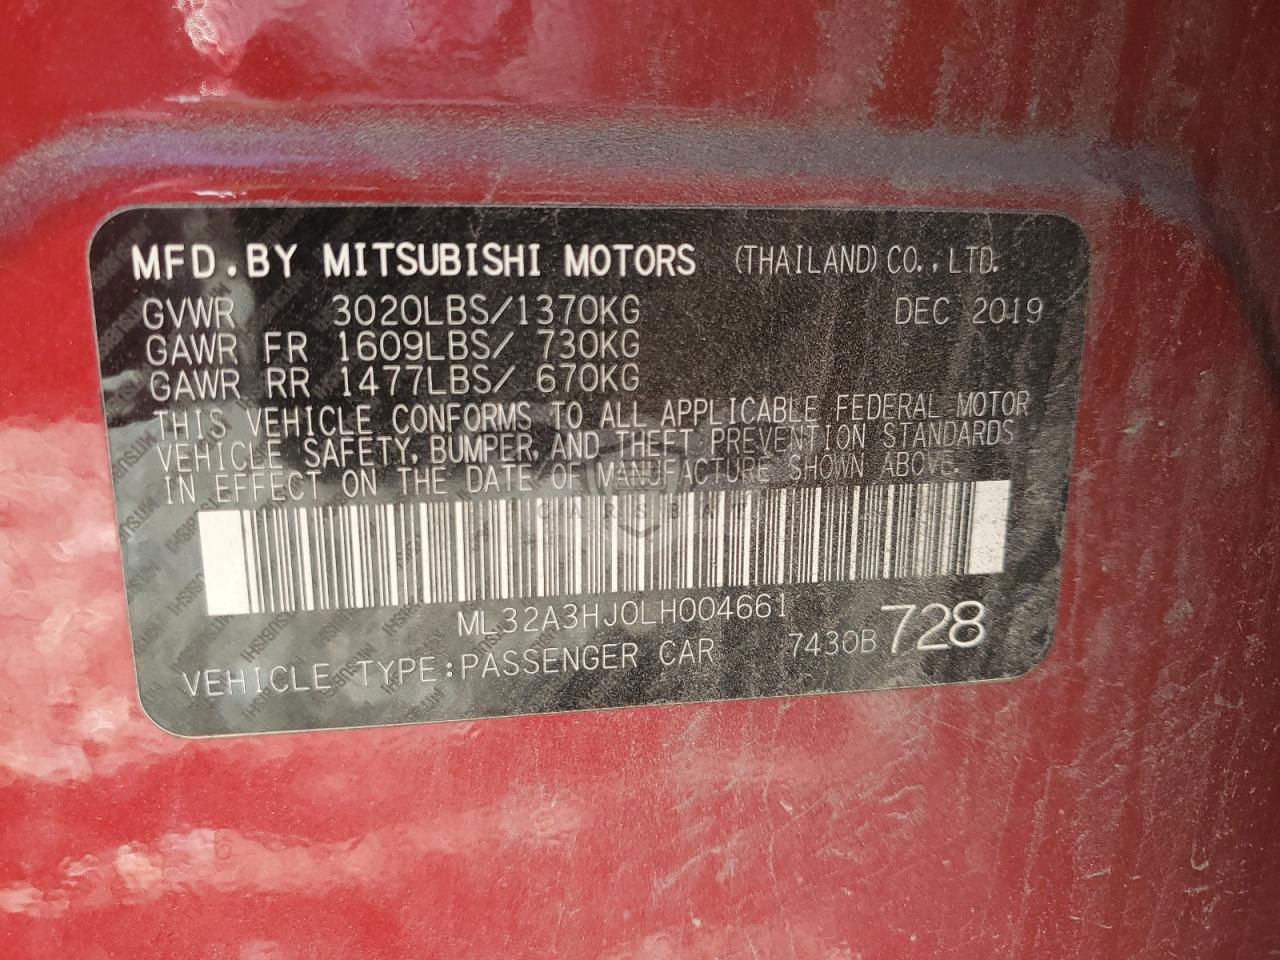 MFD.BY MITSUBISHI MOTORS (THAILAND) CO.,LTD.
GVWR 3020LBS/1370KG DEC 2019
GAWR FR 1609LBS/ 730KG
GAWR RR 1477LBS/ 670KG
THIS VEHICLE CONFORMS TO ALL APPLICABLE FEDERAL MOTOR
VEHICLE SAFETY, BUMPER, AND THEFT PREVENTION STANDARDS
IN EFFECT ON THE DATE OF MANUFACTURE SHOWN ABOVE.
ML32A3HJ0LH004661
VEHICLE TYPE:PASSENGER CAR 7430B 728